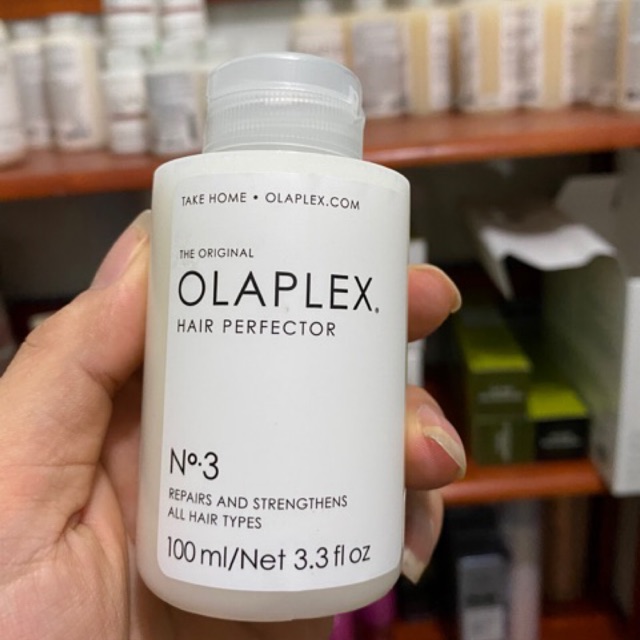 TAKE HOME • OLAPLEX.COM
THE ORIGINAL
OLAPLEX.
HAIR PERFECTOR
Nº.3
REPAIRS AND STRENGTHENS
ALL HAIR TYPES
100 ml/Net 3.3 fl oz